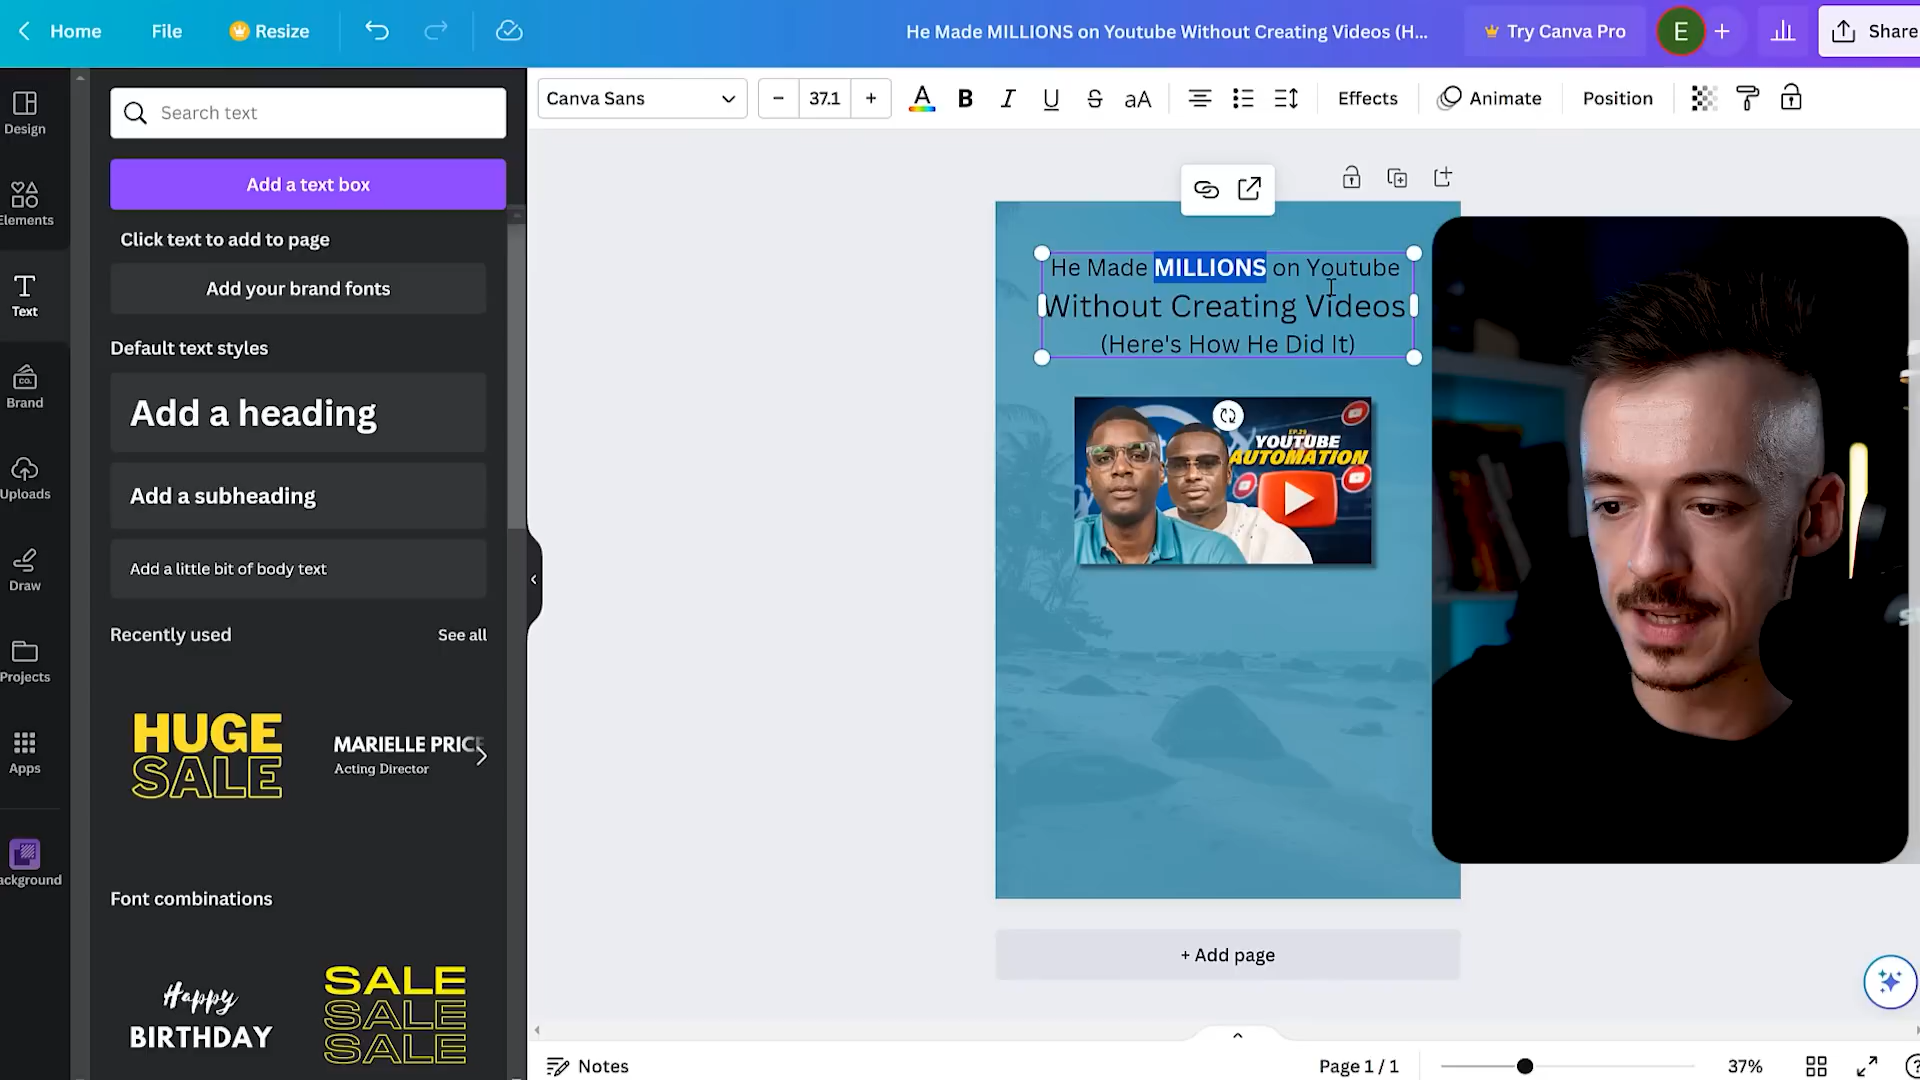 Home
File
Resize
He Made MILLIONS on Youtube Without Creating Videos (H...
Try Canva Pro
E
Share
Design
Elements
Text
Brand
CO.
Uploads
Draw
Projects
Apps
ackground
Search text
Add a text box
Click text to add to page
Add your brand fonts
Default text styles
Add a heading
Add a subheading
Add a little bit of body text
Recently used
See all
HUGE
SALE
MARIELLE PRICE
Acting Director
Font combinations
Happy
BIRTHDAY
SALE
SALE
SALE
Canva Sans
37.1
A
B
I
U
S
aA
Effects
Animate
Position
He Made MILLIONS on Youtube
Without Creating Videos
(Here's How He Did It)
EP.29
YOUTUBE
AUTOMATION
+ Add page
Notes
Page 1 / 1
37%